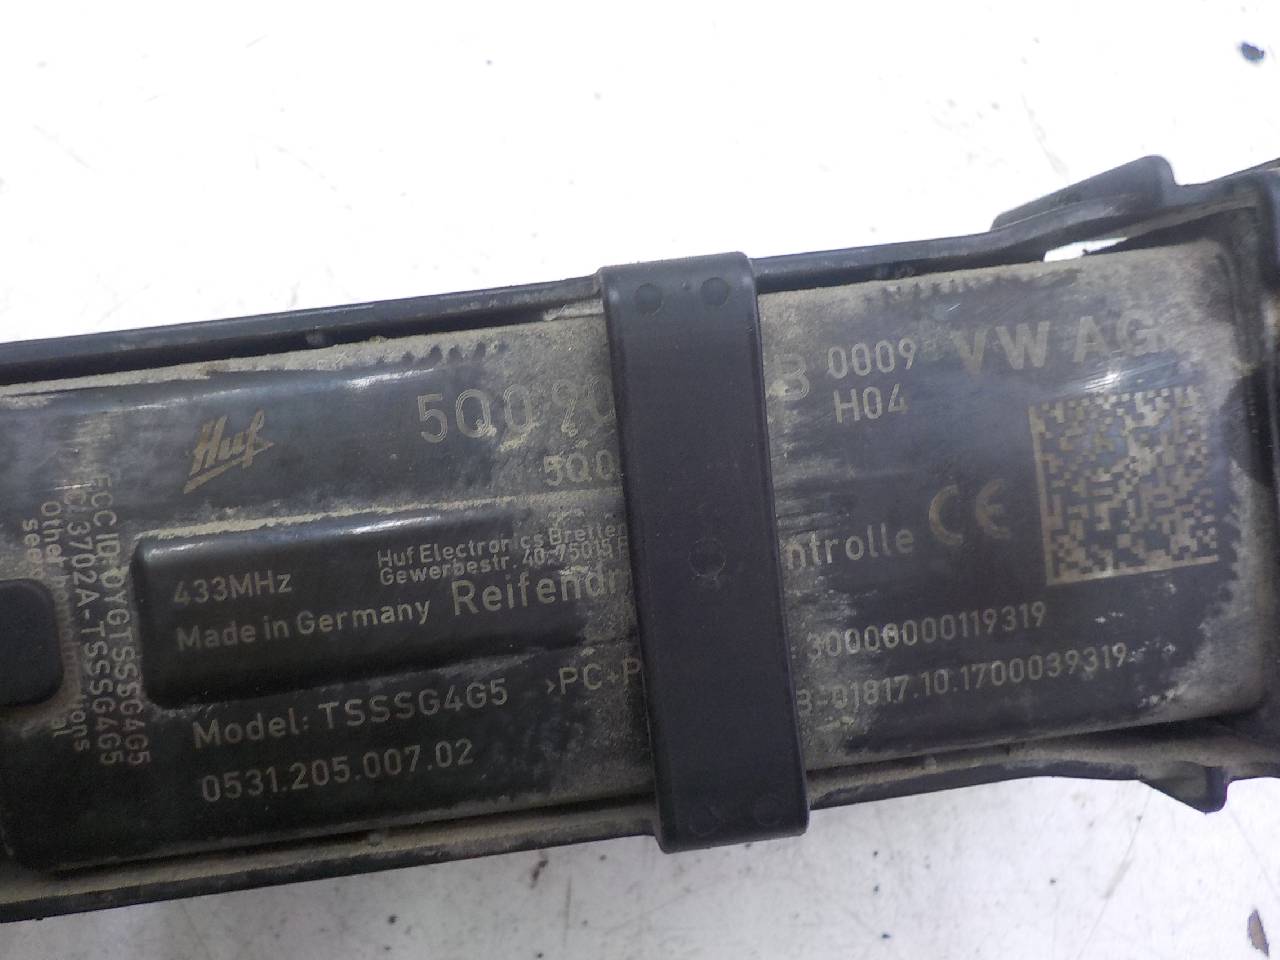 Huf
5Q0 90 B 0009 VW AG
H04
5Q0
433MHz
Made in Germany
Huf Electronics Brette
Gewerbestr. 40, 75015
Reifendr ntrolle CE
30000000119319
Model: TSSSG4G5 >PC+P -01817.10.1700039319
0531.205.007.02
FCC ID: OYGTSSSG4G5
IC: 3702A-TSSSG4G5
Other
see